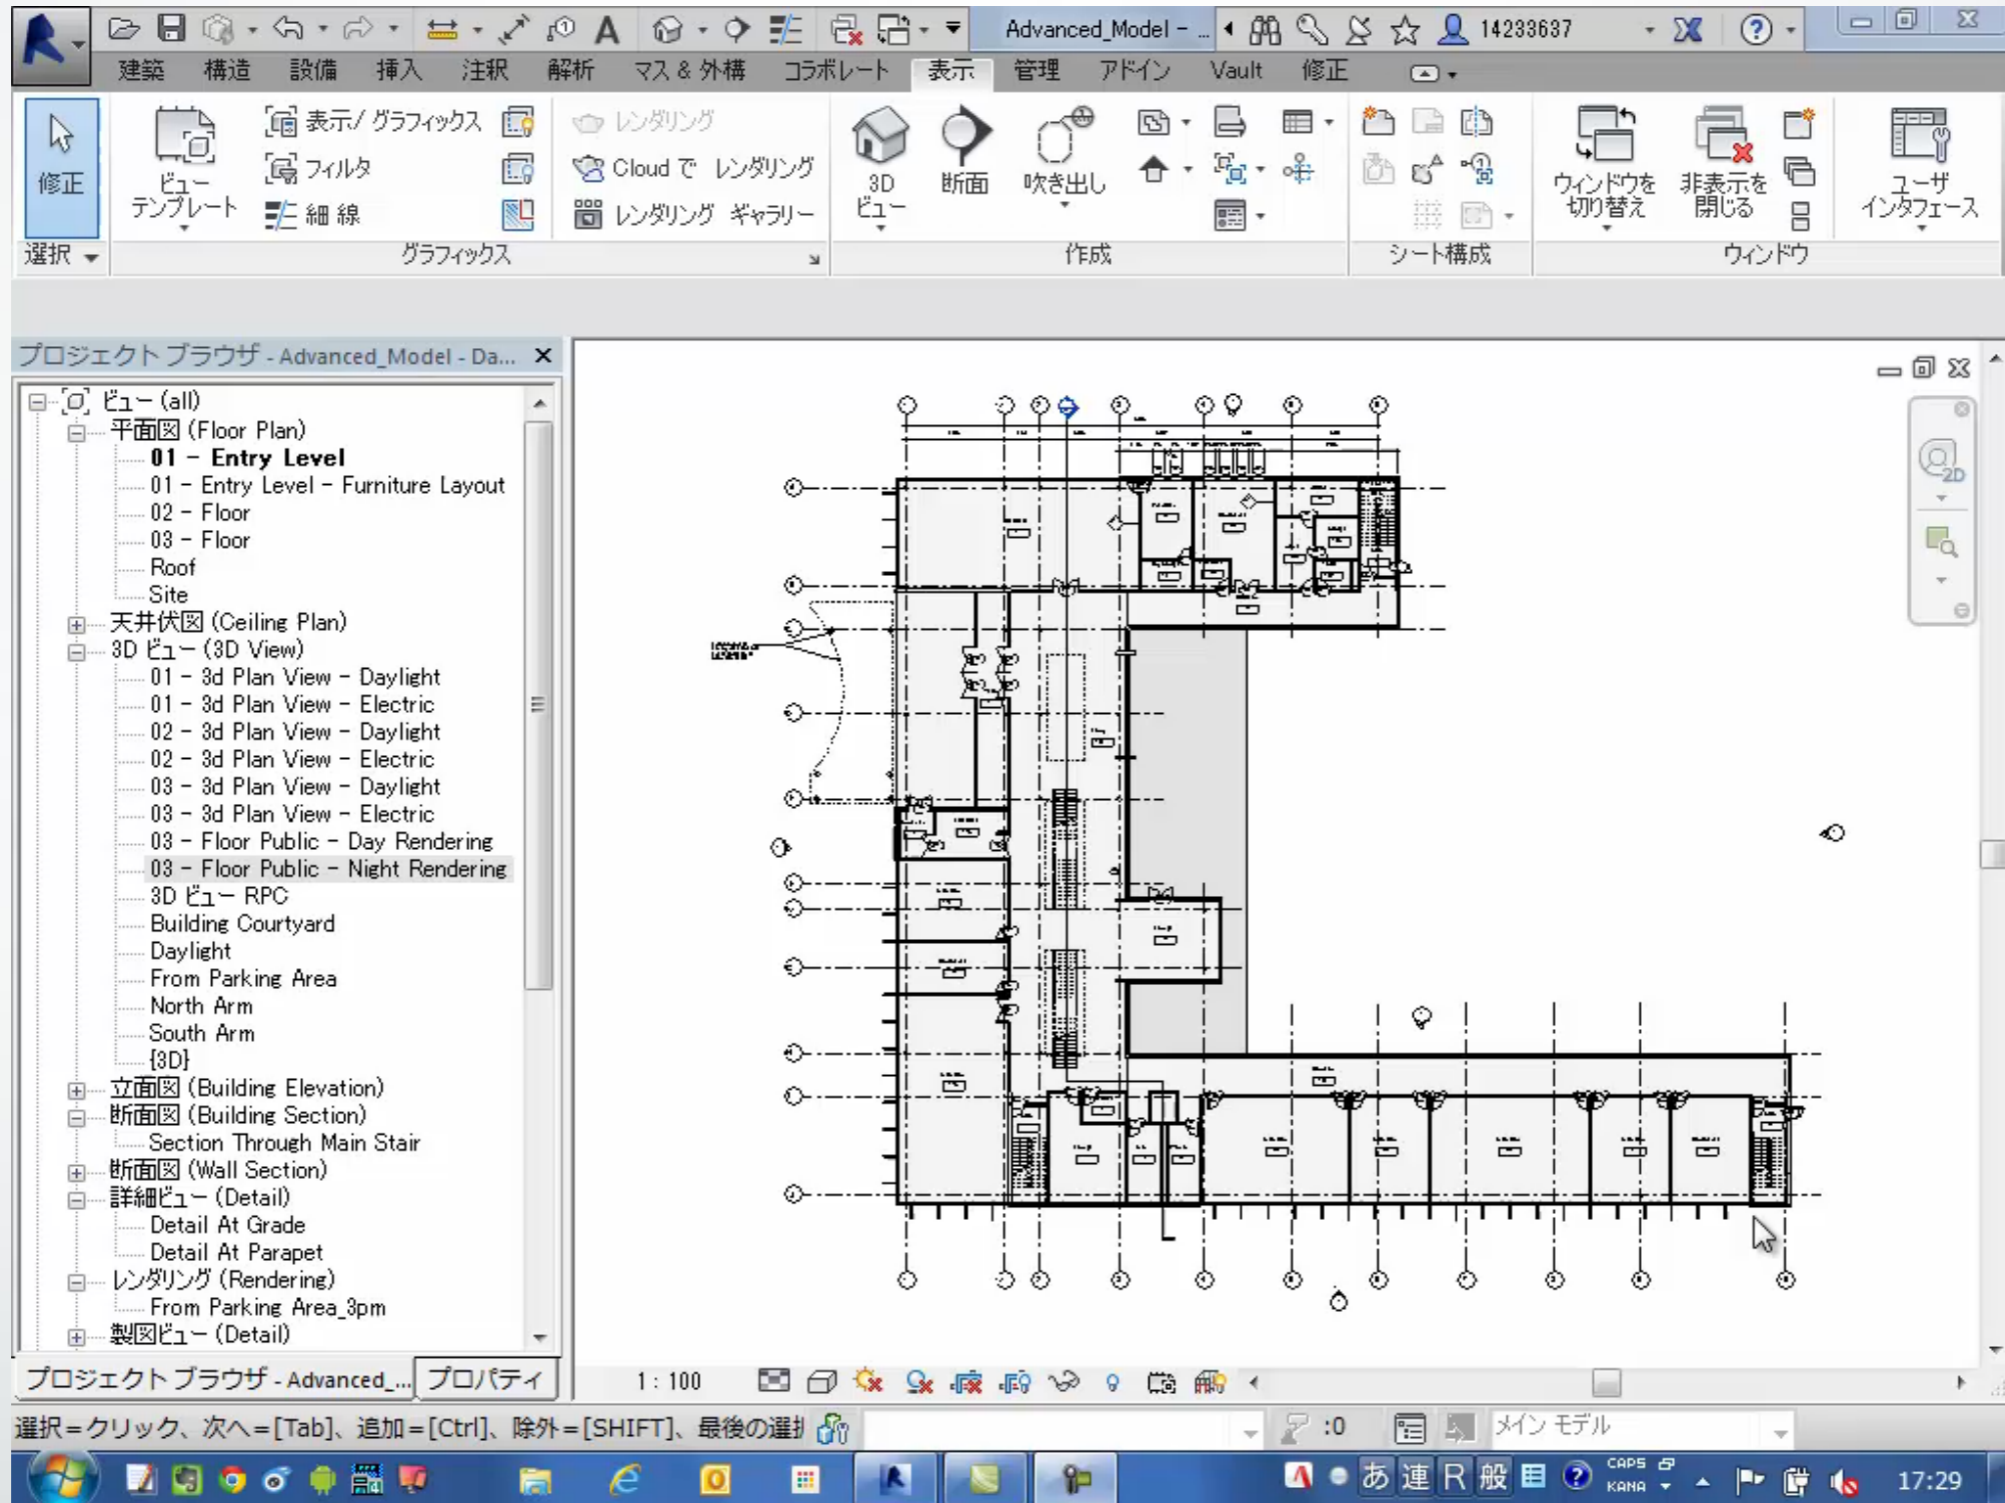 Advanced_Model - ...
14233637
建築 構造 設備 挿入 注釈 解析 マス & 外構 コラボレート 表示 管理 アドイン Vault 修正
修正
選択
ビュー
テンプレート
表示/グラフィックス
フィルタ
細線
レンダリング
Cloud で レンダリング
レンダリング ギャラリー
グラフィックス
3D
ビュー
断面
吹き出し
作成
シート構成
ウィンドウを
切り替え
非表示を
閉じる
ウィンドウ
ユーザ
インタフェース
プロジェクト ブラウザ - Advanced_Model - Da...
ビュー (all)
平面図 (Floor Plan)
01 - Entry Level
01 - Entry Level - Furniture Layout
02 - Floor
03 - Floor
Roof
Site
天井伏図 (Ceiling Plan)
3D ビュー (3D View)
01 - 3d Plan View - Daylight
01 - 3d Plan View - Electric
02 - 3d Plan View - Daylight
02 - 3d Plan View - Electric
03 - 3d Plan View - Daylight
03 - 3d Plan View - Electric
03 - Floor Public - Day Rendering
03 - Floor Public - Night Rendering
3D ビュー RPC
Building Courtyard
Daylight
From Parking Area
North Arm
South Arm
{3D}
立面図 (Building Elevation)
断面図 (Building Section)
Section Through Main Stair
断面図 (Wall Section)
詳細ビュー (Detail)
Detail At Grade
Detail At Parapet
レンダリング (Rendering)
From Parking Area_3pm
製図ビュー (Detail)
プロジェクト ブラウザ - Advanced_...
プロパティ
2D
1 : 100
選択=クリック、次へ=[Tab]、追加=[Ctrl]、除外=[SHIFT]、最後の選択
:0
メイン モデル
あ 連 R 般
CAPS
KANA
17:29